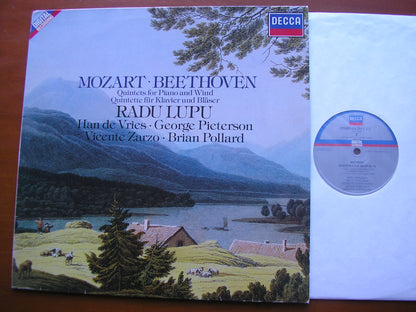 DIGITAL
DECCA
MOZART · BEETHOVEN
Quintets for Piano and Wind
Quintette für Klavier und Bläser
RADU LUPU
Han de Vries · George Pieterson
Vicente Zarzo · Brian Pollard
DECCA